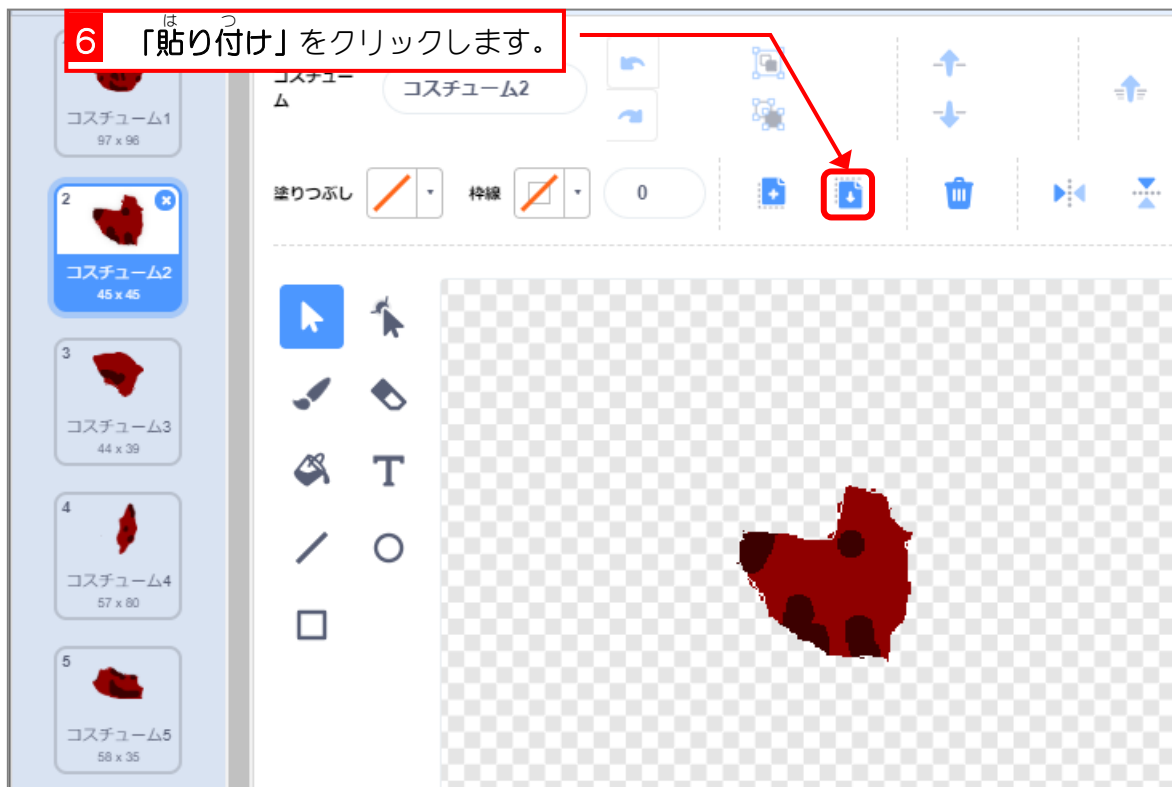 は つ
6 「貼り付け」をクリックします。
コスチューム1
97 x 96
2
コスチューム2
45 x 45
3
コスチューム3
44 x 39
4
コスチューム4
57 x 80
5
コスチューム5
58 x 35
コスチュー
ム
コスチューム2
塗りつぶし 枠線 0
T